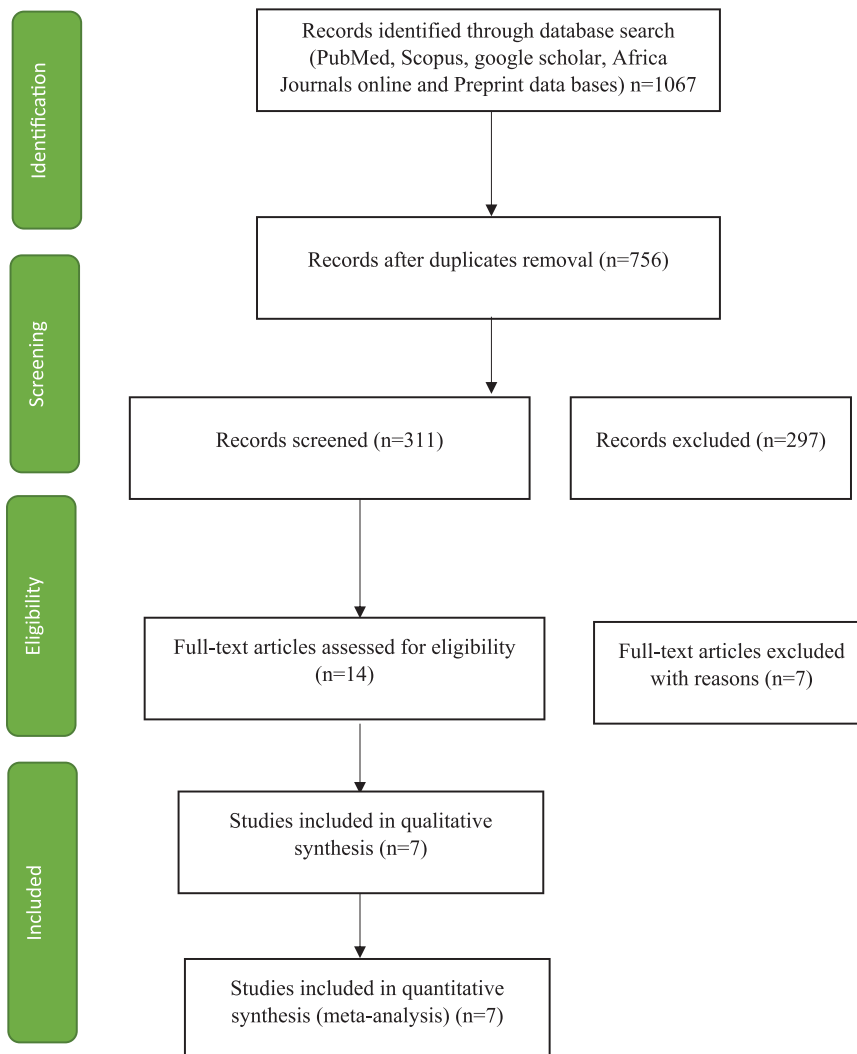 Identification
Records identified through database search
(PubMed, Scopus, google scholar, Africa
Journals online and Preprint data bases) n=1067
Records after duplicates removal (n=756)
Screening
Records screened (n=311)
Records excluded (n=297)
Eligibility
Full-text articles assessed for eligibility
(n=14)
Full-text articles excluded
with reasons (n=7)
Included
Studies included in qualitative
synthesis (n=7)
Studies included in quantitative
synthesis (meta-analysis) (n=7)